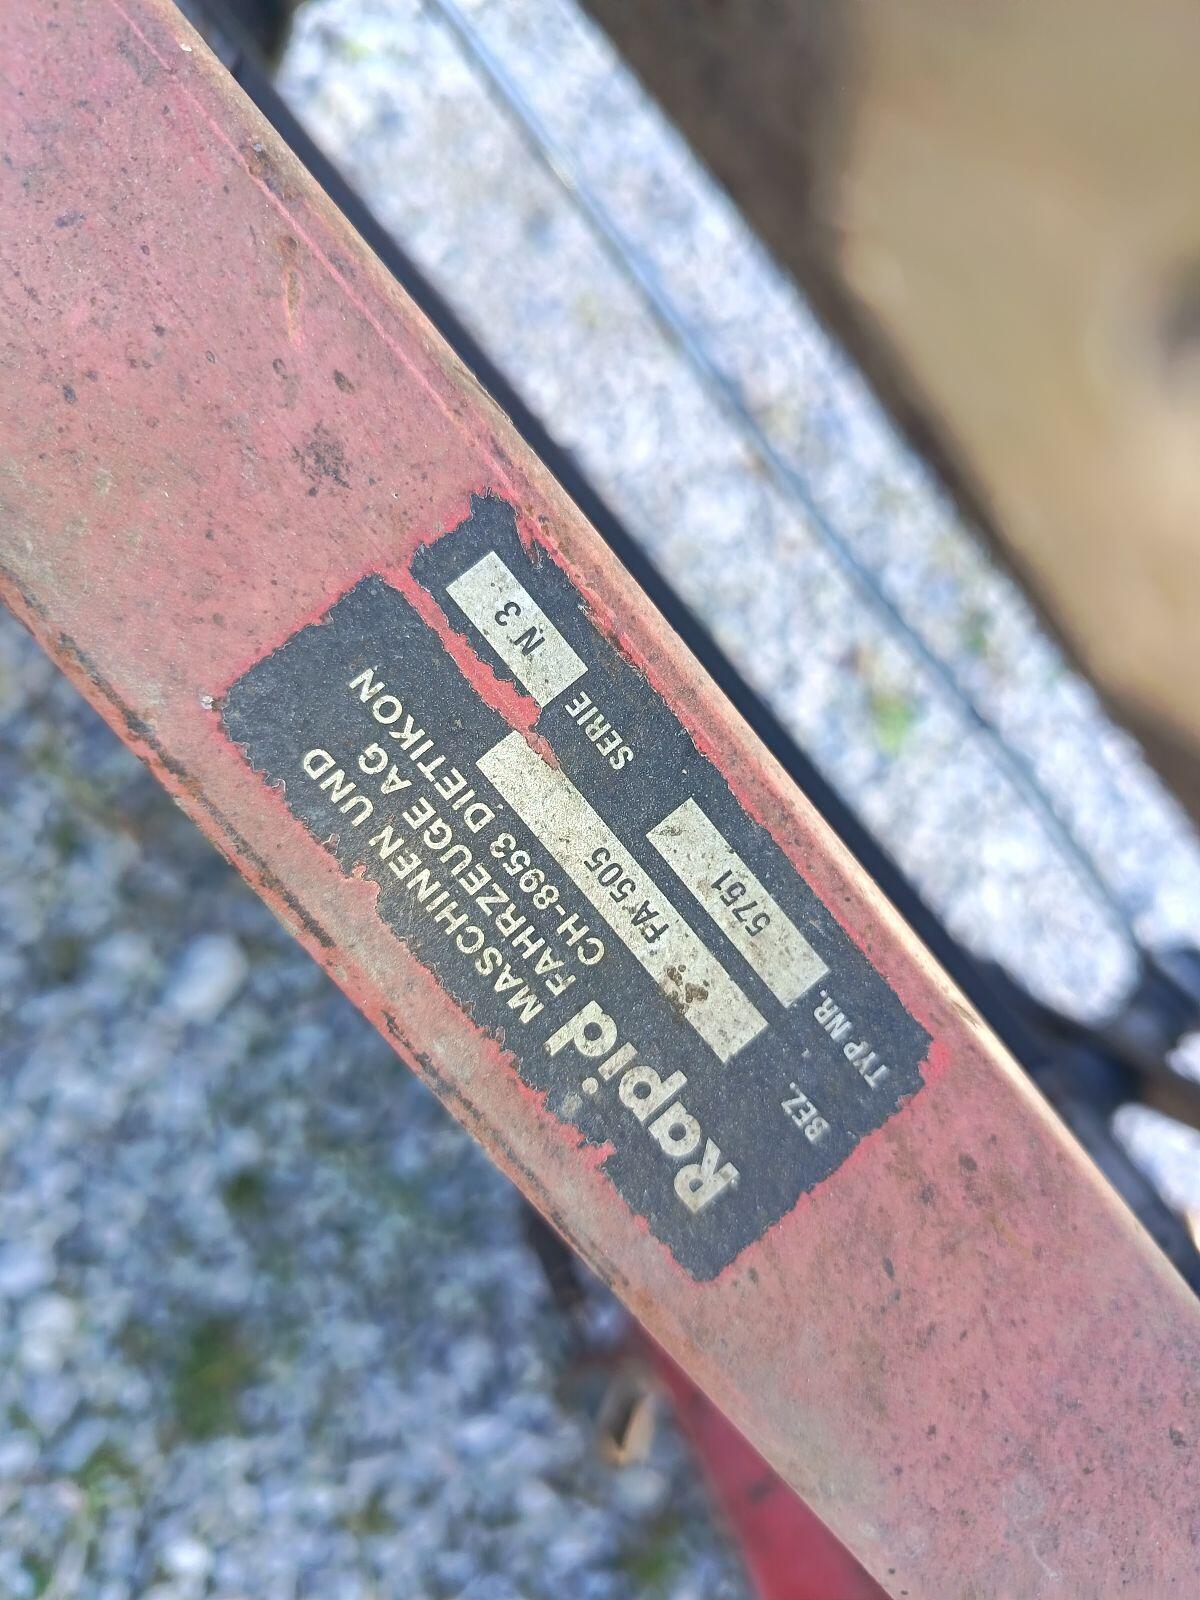 Rapid MASCHINEN UND
FAHRZEUGE AG
CH-8953 DIETIKON
BEZ. FA 505
TYP NR. 5751 SERIE N 3